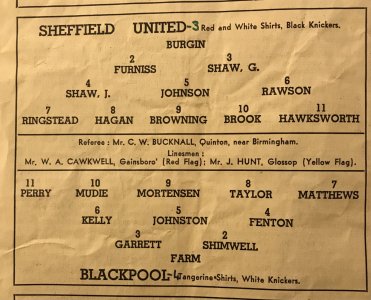 SHEFFIELD UNITED-3 Red and White Shirts, Black Knickers.
BURGIN
2 3
FURNISS SHAW, G.
4 5 6
SHAW, J. JOHNSON RAWSON
7 8 9 10 11
RINGSTEAD HAGAN BROWNING BROOK HAWKSWORTH
Referee : Mr. C. W. BUCKNALL, Quinton, near Birmingham.
Linesmen :
Mr. W. A. CAWKWELL, Gainsboro' (Red Flag); Mr. J. HUNT, Glossop (Yellow Flag).
11 10 9 8 7
PERRY MUDIE MORTENSEN TAYLOR MATTHEWS
6 5 4
KELLY JOHNSTON FENTON
3 2
GARRETT SHIMWELL
FARM
BLACKPOOL-4 Tangerine Shirts, White Knickers.